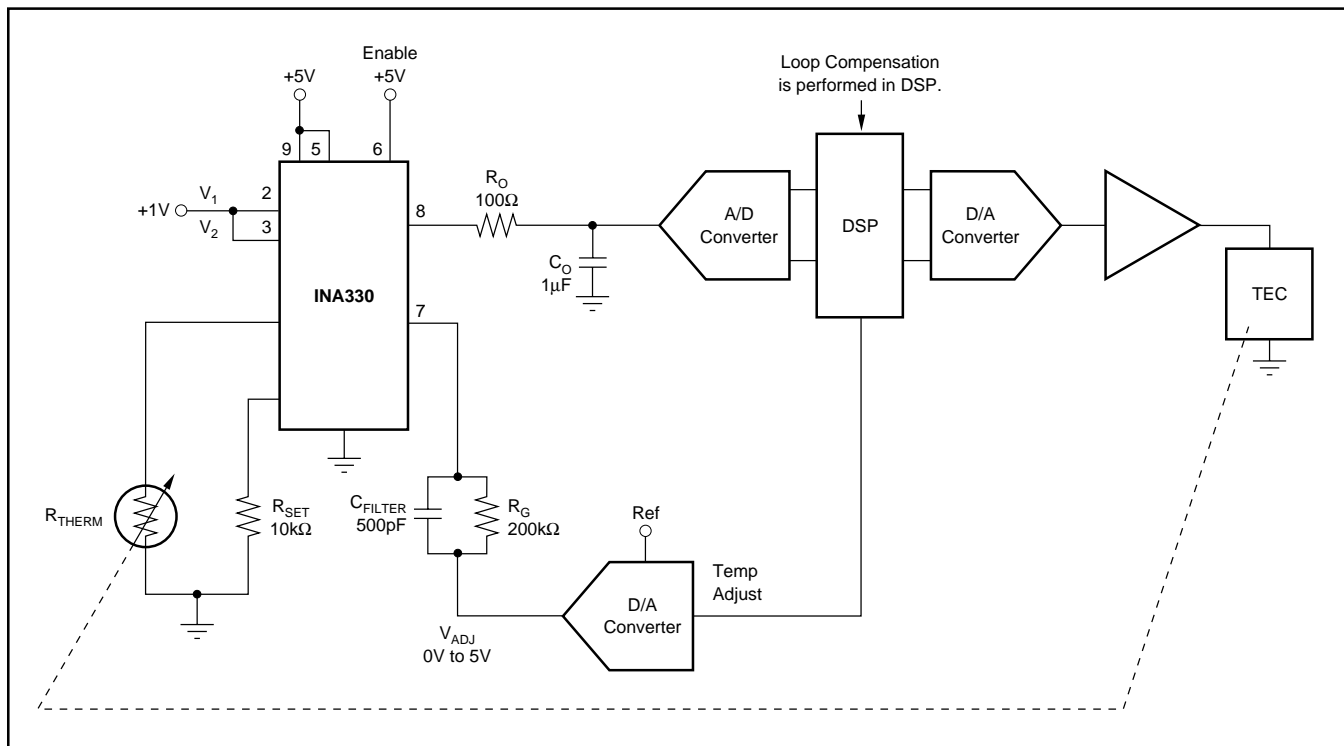 Enable
+5V
+5V
Loop Compensation
is performed in DSP.
9
5
6
V1
2
+1V
V2
3
8
RO
100Ω
CO
1μF
A/D
Converter
DSP
D/A
Converter
TEC
INA330
7
RTHERM
RSET
10kΩ
CFILTER
500pF
RG
200kΩ
Ref
Temp
Adjust
D/A
Converter
VADJ
0V to 5V